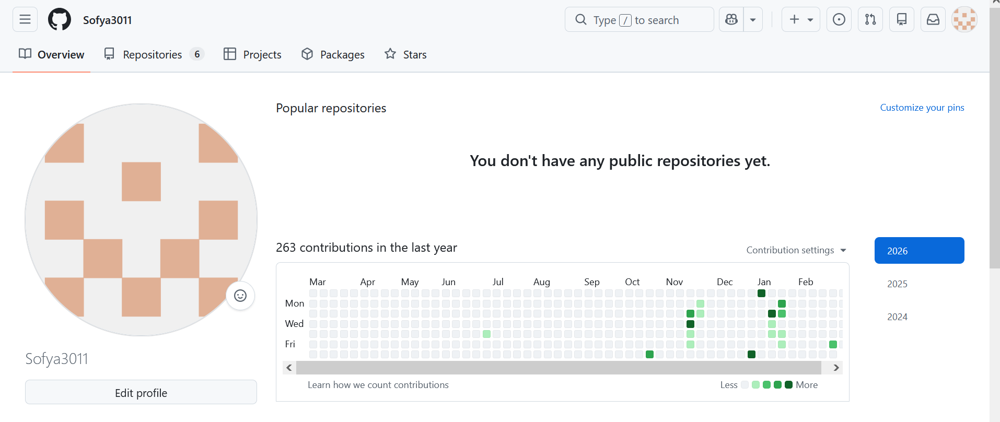 Sofya3011
Type / to search
Overview
Repositories 6
Projects
Packages
Stars
Popular repositories
Customize your pins
You don't have any public repositories yet.
263 contributions in the last year
Contribution settings
2026
2025
2024
Mar Apr May Jun Jul Aug Sep Oct Nov Dec Jan Feb
Mon
Wed
Fri
Learn how we count contributions
Less More
Sofya3011
Edit profile